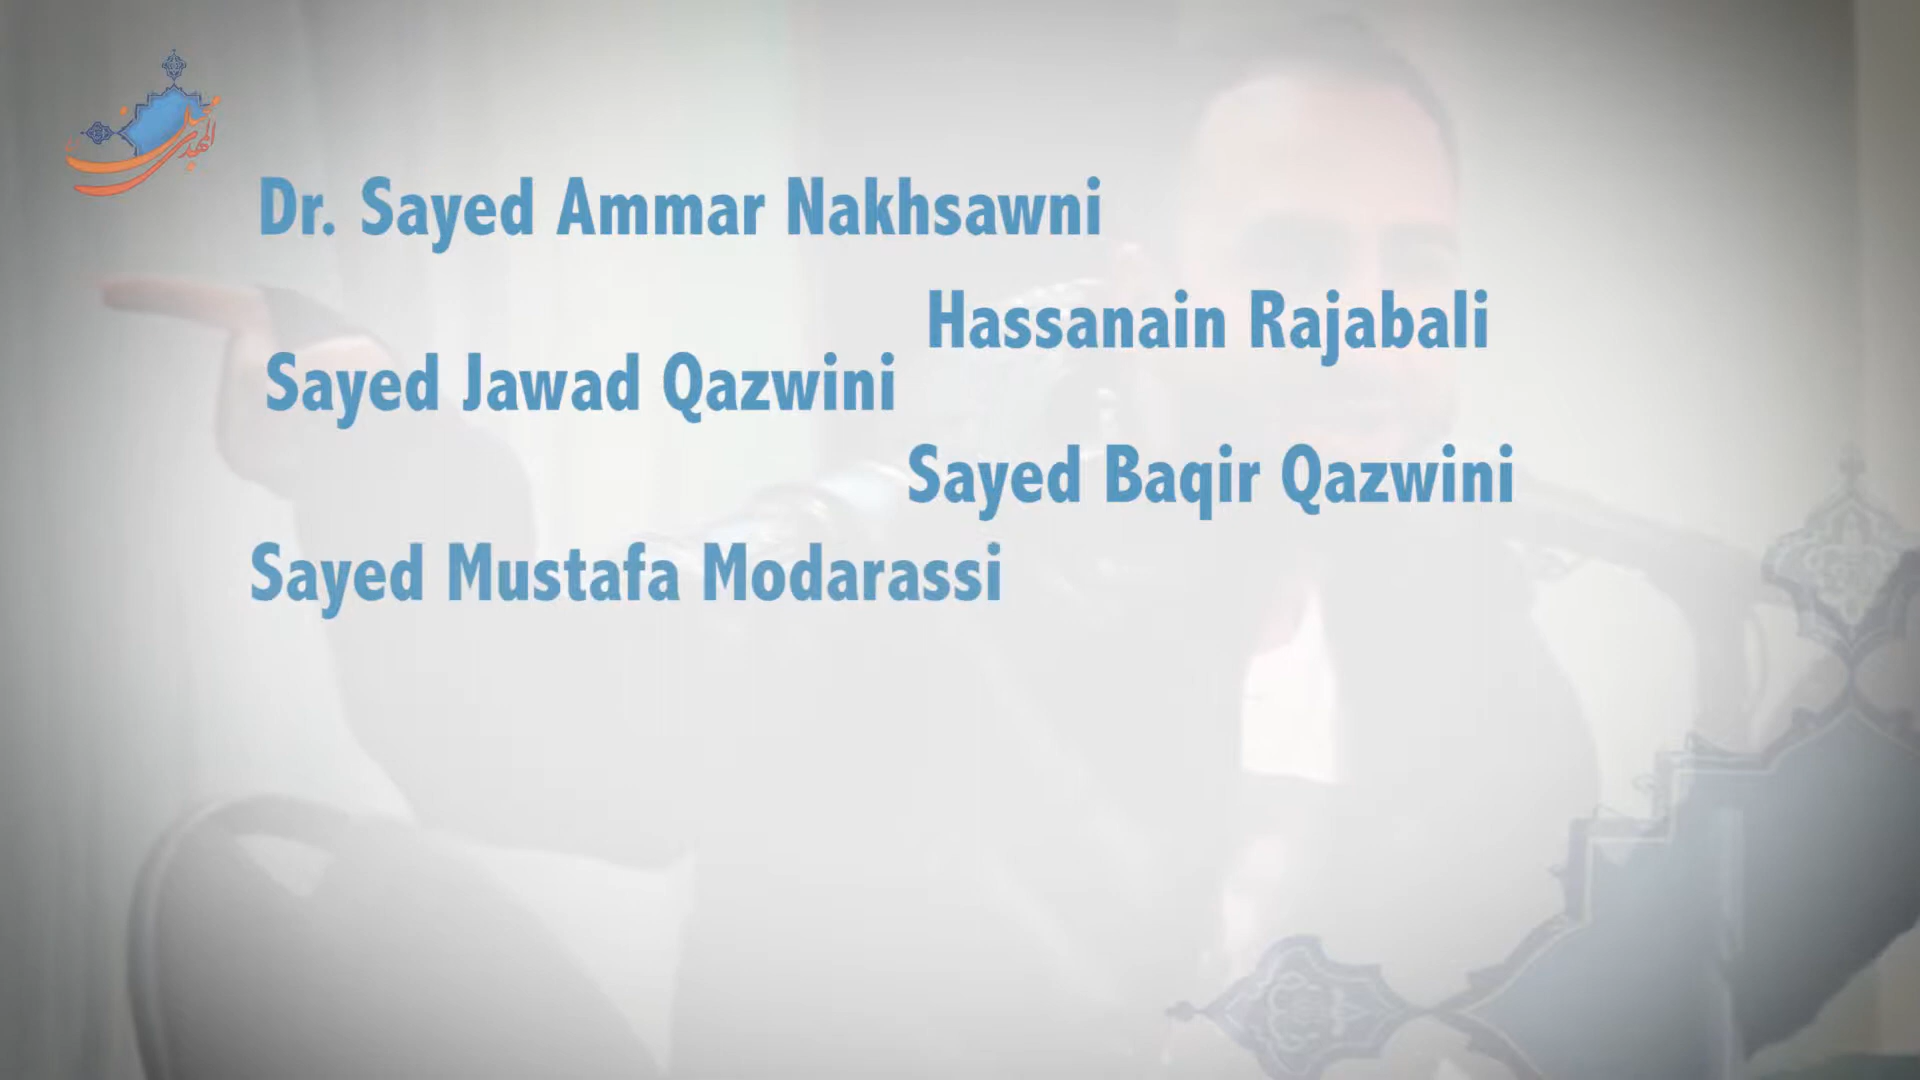 Dr. Sayed Ammar Nakhsawni
Hassanain Rajabali
Sayed Jawad Qazwini
Sayed Baqir Qazwini
Sayed Mustafa Modarassi